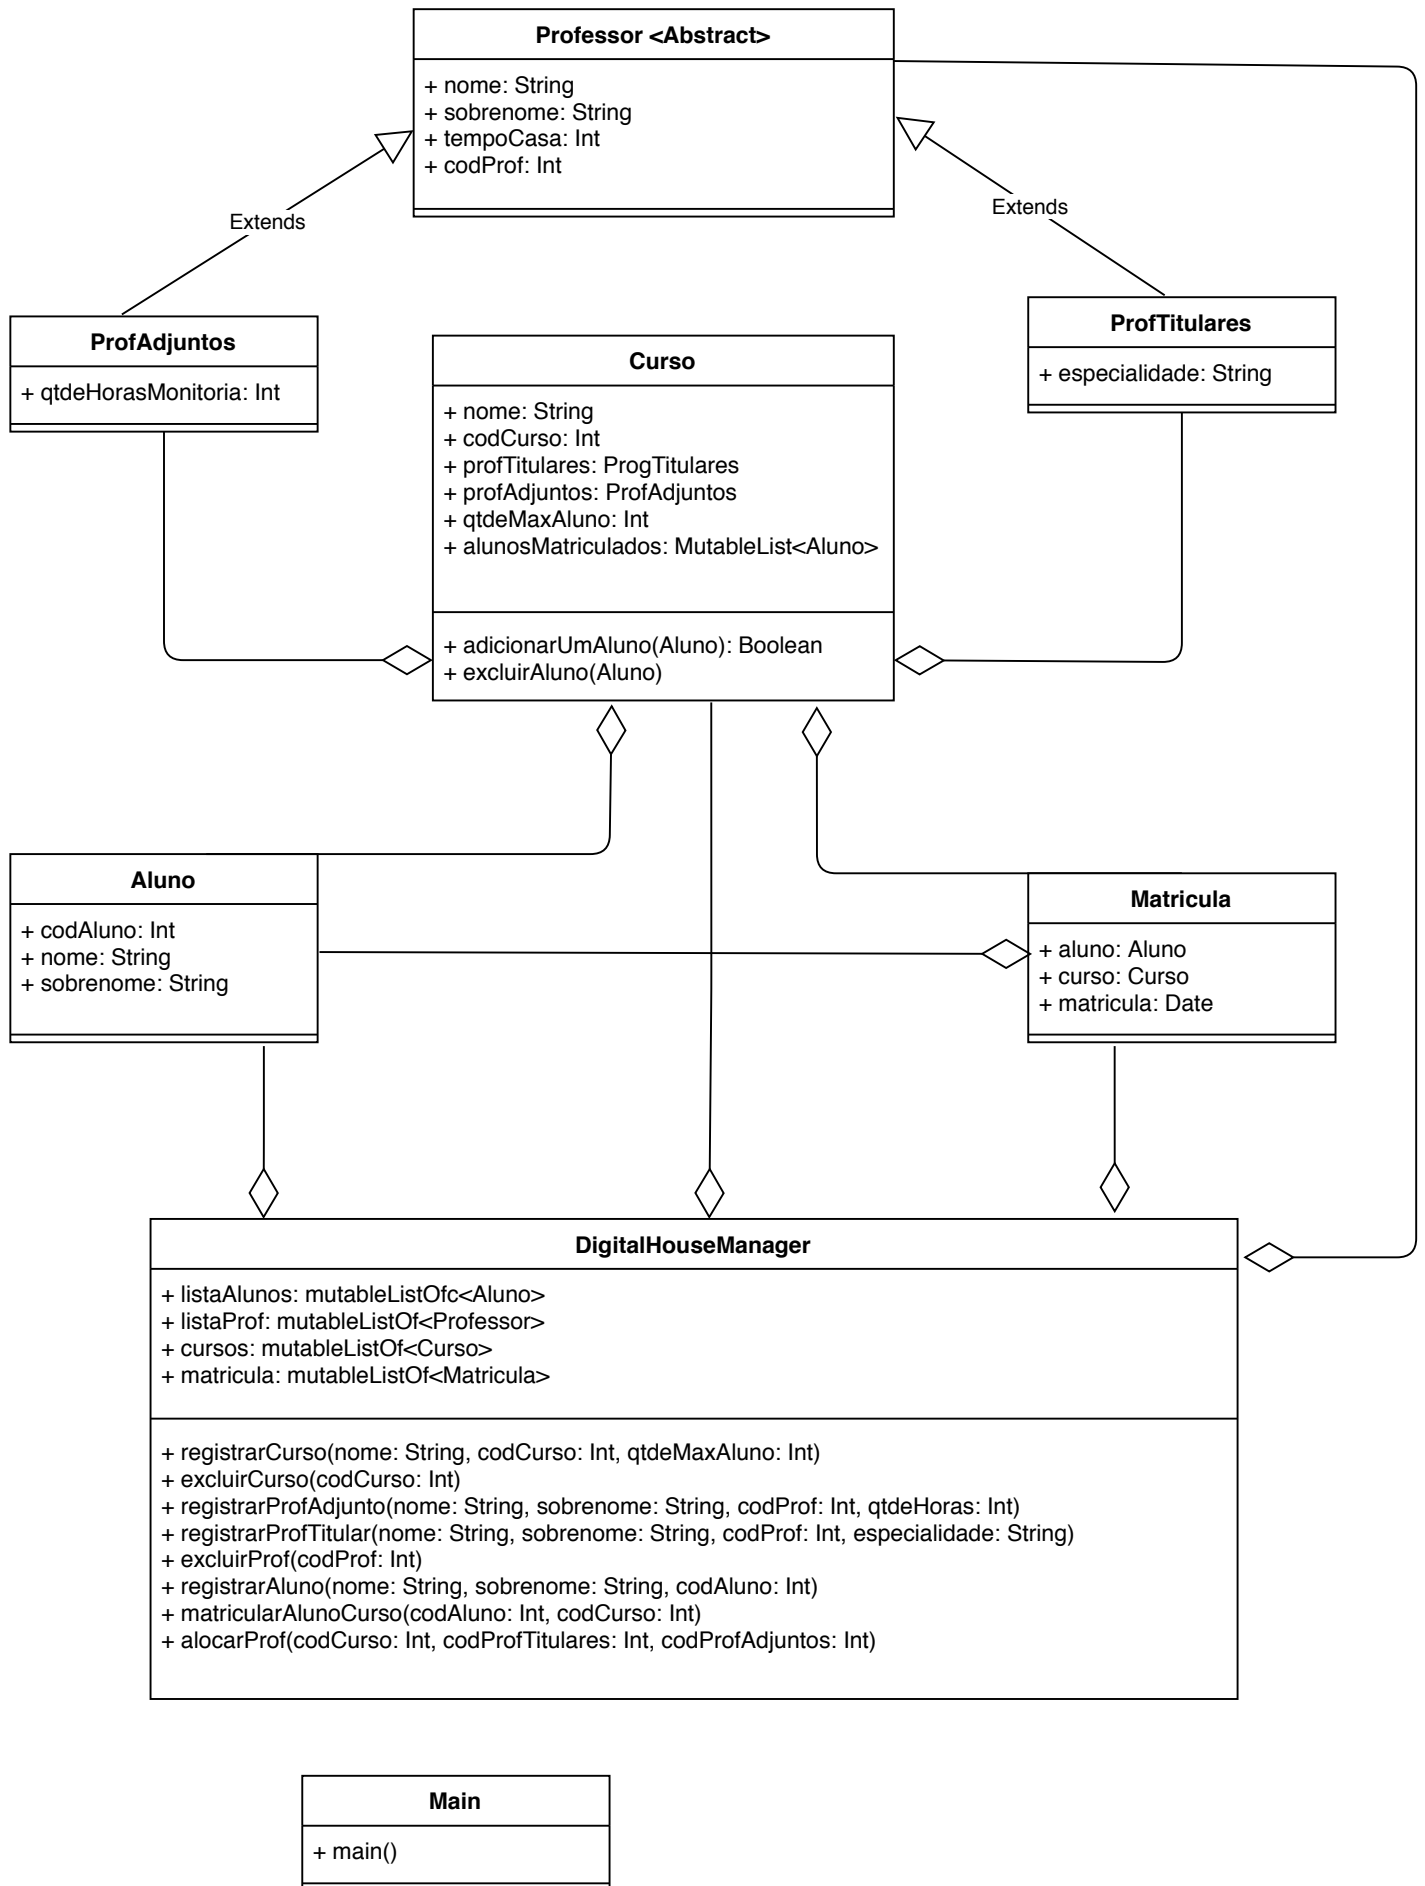 Professor <Abstract>
+ nome: String
+ sobrenome: String
+ tempoCasa: Int
+ codProf: Int
Extends
Extends
ProfAdjuntos
+ qtdeHorasMonitoria: Int
ProfTitulares
+ especialidade: String
Curso
+ nome: String
+ codCurso: Int
+ profTitulares: ProgTitulares
+ profAdjuntos: ProfAdjuntos
+ qtdeMaxAluno: Int
+ alunosMatriculados: MutableList<Aluno>
+ adicionarUmAluno(Aluno): Boolean
+ excluirAluno(Aluno)
Aluno
+ codAluno: Int
+ nome: String
+ sobrenome: String
Matricula
+ aluno: Aluno
+ curso: Curso
+ matricula: Date
DigitalHouseManager
+ listaAlunos: mutableListOfc<Aluno>
+ listaProf: mutableListOf<Professor>
+ cursos: mutableListOf<Curso>
+ matricula: mutableListOf<Matricula>
+ registrarCurso(nome: String, codCurso: Int, qtdeMaxAluno: Int)
+ excluirCurso(codCurso: Int)
+ registrarProfAdjunto(nome: String, sobrenome: String, codProf: Int, qtdeHoras: Int)
+ registrarProfTitular(nome: String, sobrenome: String, codProf: Int, especialidade: String)
+ excluirProf(codProf: Int)
+ registrarAluno(nome: String, sobrenome: String, codAluno: Int)
+ matricularAlunoCurso(codAluno: Int, codCurso: Int)
+ alocarProf(codCurso: Int, codProfTitulares: Int, codProfAdjuntos: Int)
Main
+ main()